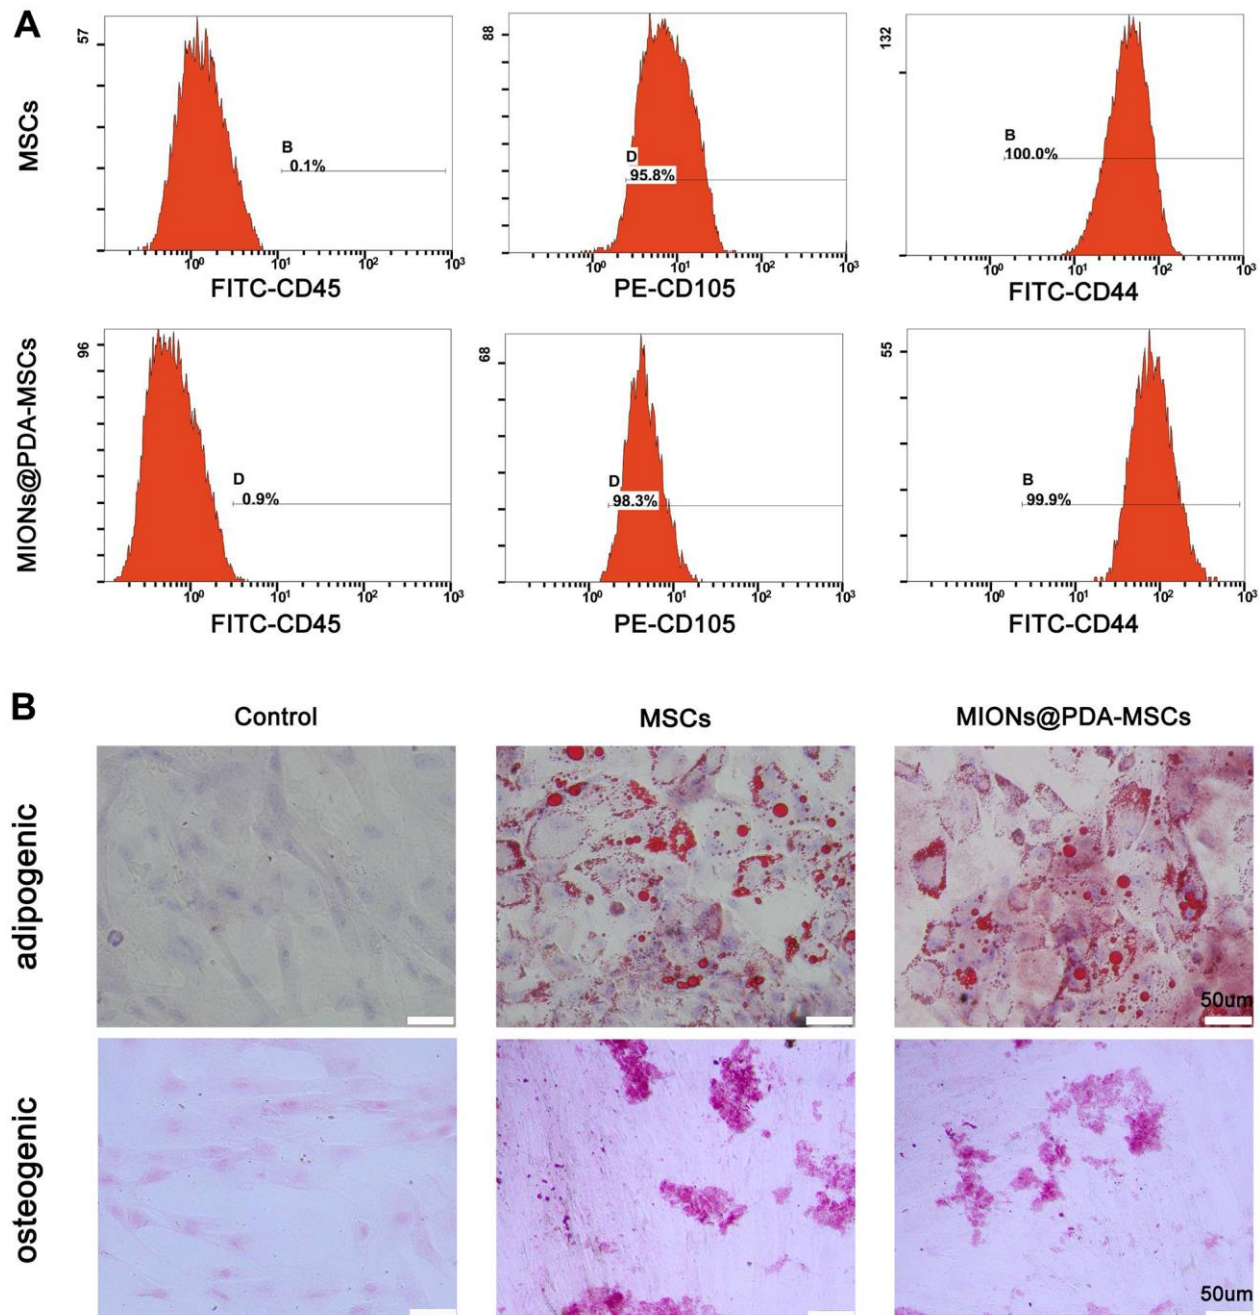 A
MSCs
57
B
0.1%
10⁰ 10¹ 10² 10³
FITC-CD45
88
D
95.8%
10⁰ 10¹ 10² 10³
PE-CD105
132
B
100.0%
10⁰ 10¹ 10² 10³
FITC-CD44
MIONs@PDA-MSCs
96
D
0.9%
10⁰ 10¹ 10² 10³
FITC-CD45
68
D
98.3%
10⁰ 10¹ 10² 10³
PE-CD105
55
B
99.9%
10⁰ 10¹ 10² 10³
FITC-CD44
B
Control
MSCs
MIONs@PDA-MSCs
adipogenic
50um
osteogenic
50um